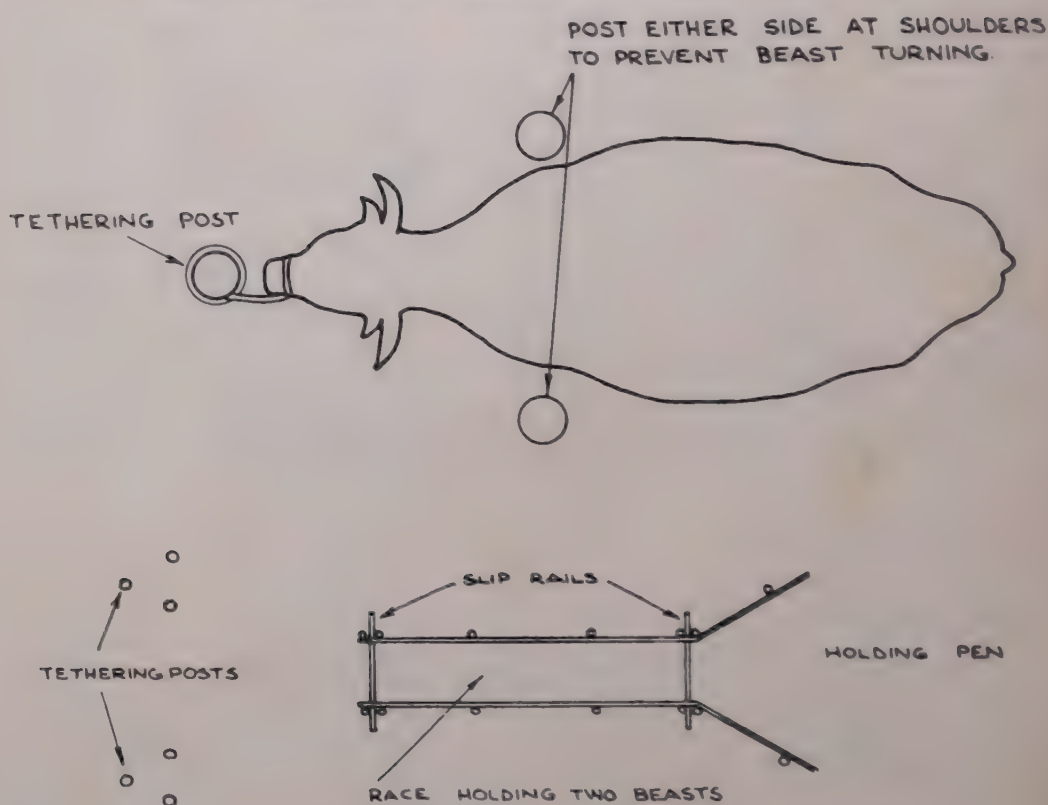 POST EITHER SIDE AT SHOULDERS
TO PREVENT BEAST TURNING.
TETHERING POST
SLIP RAILS
HOLDING PEN
TETHERING POSTS
RACE HOLDING TWO BEASTS